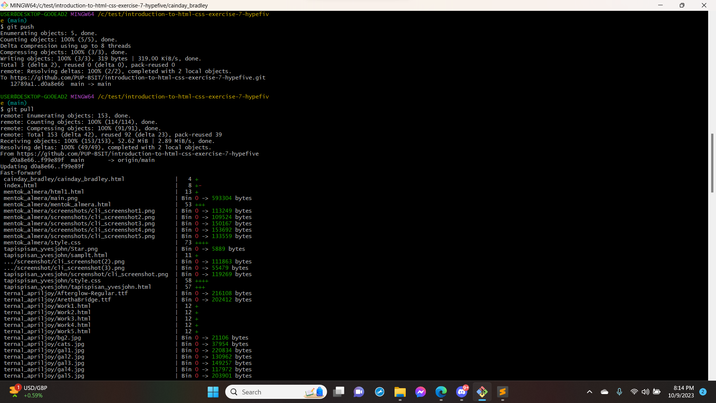 MINGW64:/c/test/introduction-to-html-css-exercise-7-hypefive/cainday_bradley
USER@DESKTOP-GODEADZ MINGW64 /c/test/introduction-to-html-css-exercise-7-hypefiv
e (main)
$ git push
Enumerating objects: 5, done.
Counting objects: 100% (5/5), done.
Delta compression using up to 8 threads
Compressing objects: 100% (3/3), done.
Writing objects: 100% (3/3), 319 bytes | 319.00 KiB/s, done.
Total 3 (delta 2), reused 0 (delta 0), pack-reused 0
remote: Resolving deltas: 100% (2/2), completed with 2 local objects.
To https://github.com/PUP-BSIT/introduction-to-html-css-exercise-7-hypefive.git
12789a1..d0a8e66 main -> main
USER@DESKTOP-GODEADZ MINGW64 /c/test/introduction-to-html-css-exercise-7-hypefiv
e (main)
$ git pull
remote: Enumerating objects: 153, done.
remote: Counting objects: 100% (114/114), done.
remote: Compressing objects: 100% (91/91), done.
remote: Total 153 (delta 42), reused 92 (delta 23), pack-reused 39
Receiving objects: 100% (153/153), 52.62 MiB | 2.89 MiB/s, done.
Resolving deltas: 100% (49/49), completed with 2 local objects.
From https://github.com/PUP-BSIT/introduction-to-html-css-exercise-7-hypefive
d0a8e66..f99e89f main -> origin/main
Updating d0a8e66..f99e89f
Fast-forward
cainday_bradley/cainday_bradley.html | 4 +
index.html | 8 +-
mentok_almera/html1.html | 13 +
mentok_almera/main.png | Bin 0 -> 593304 bytes
mentok_almera/mentok_almera.html | 53 +++
mentok_almera/screenshots/cli_screenshot1.png | Bin 0 -> 113249 bytes
mentok_almera/screenshots/cli_screenshot2.png | Bin 0 -> 109524 bytes
mentok_almera/screenshots/cli_screenshot3.png | Bin 0 -> 150167 bytes
mentok_almera/screenshots/cli_screenshot4.png | Bin 0 -> 153692 bytes
mentok_almera/screenshots/cli_screenshot5.png | Bin 0 -> 133559 bytes
mentok_almera/style.css | 73 ++++
tapispisan_yvesjohn/Star.png | Bin 0 -> 5889 bytes
tapispisan_yvesjohn/samplt.html | 11 +
.../screenshot/cli_screenshot(2).png | Bin 0 -> 111863 bytes
.../screenshot/cli_screenshot(3).png | Bin 0 -> 55479 bytes
tapispisan_yvesjohn/screenshot/cli_screenshot.png | Bin 0 -> 119269 bytes
tapispisan_yvesjohn/style.css | 58 ++++
tapispisan_yvesjohn/tapispisan_yvesjohn.html | 57 +++
ternal_apriljoy/Afterglow-Regular.ttf | Bin 0 -> 216108 bytes
ternal_apriljoy/ArethaBridge.ttf | Bin 0 -> 202412 bytes
ternal_apriljoy/Work1.html | 12 +
ternal_apriljoy/Work2.html | 12 +
ternal_apriljoy/Work3.html | 12 +
ternal_apriljoy/Work4.html | 12 +
ternal_apriljoy/Work5.html | 12 +
ternal_apriljoy/bg2.jpg | Bin 0 -> 21106 bytes
ternal_apriljoy/cats.jpg | Bin 0 -> 37954 bytes
ternal_apriljoy/gal1.jpg | Bin 0 -> 220834 bytes
ternal_apriljoy/gal2.jpg | Bin 0 -> 130962 bytes
ternal_apriljoy/gal3.jpg | Bin 0 -> 149257 bytes
ternal_apriljoy/gal4.jpg | Bin 0 -> 117972 bytes
ternal_apriljoy/gal5.jpg | Bin 0 -> 203901 bytes
USD/GBP
+0.59%
Search
8:14 PM
10/9/2023